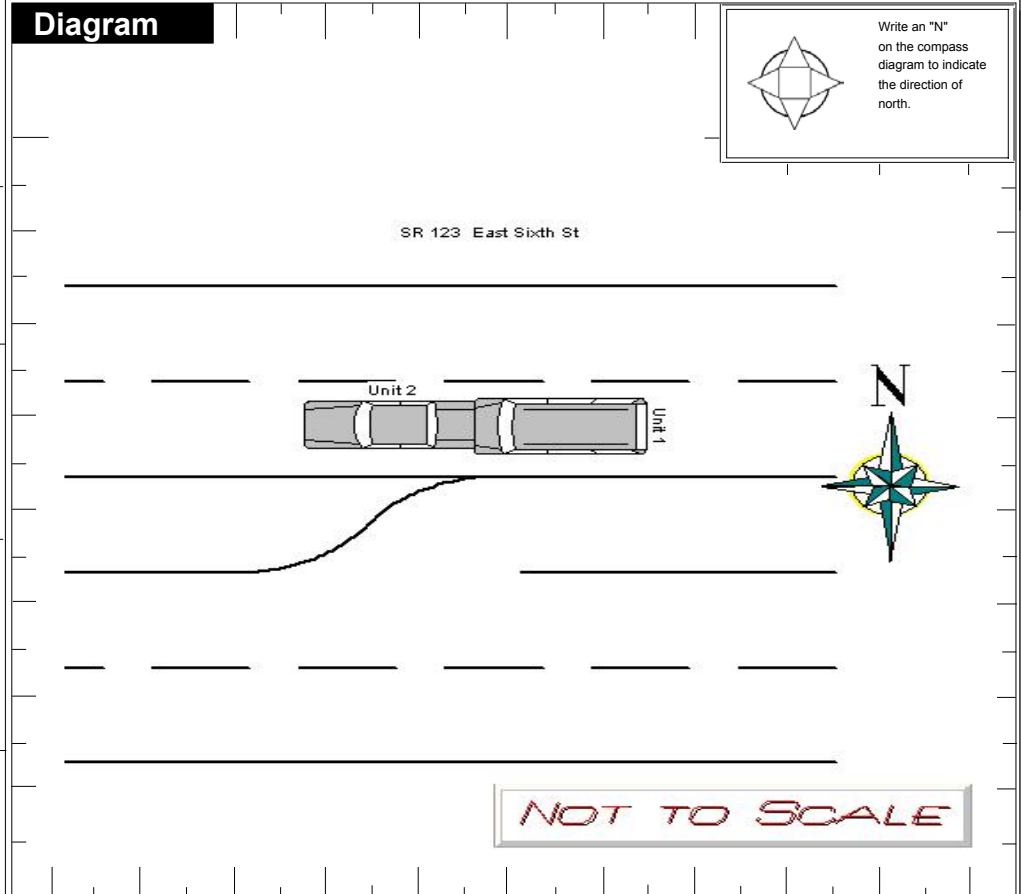 Diagram
Write an "N"
on the compass
diagram to indicate
the direction of
north.
SR 123 East Sixth St
Unit 2
Unit 1
N
NOT TO SCALE